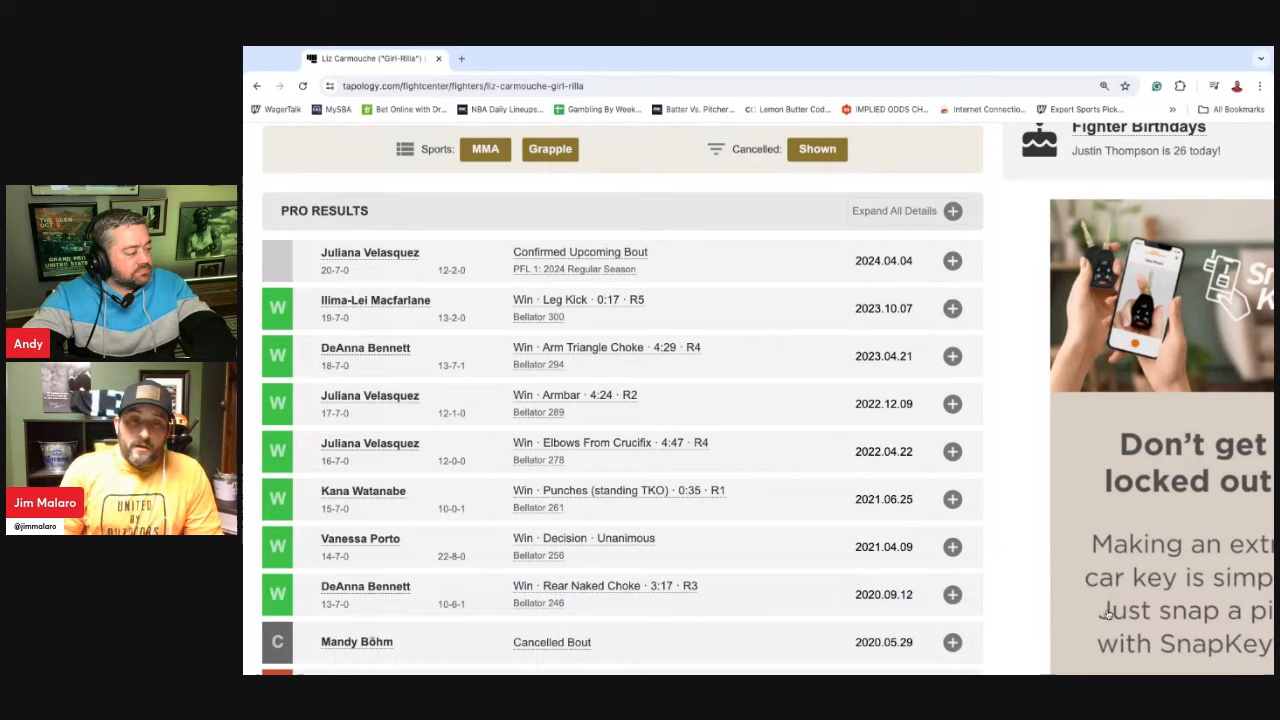 Liz Carmouche ("Girl-Rilla") |
tapology.com/fightcenter/fighters/liz-carmouche-girl-rilla
WagerTalk
MySBA
Bet Online with Dr...
NBA Daily Lineups...
Gambling By Week...
Batter Vs. Pitcher...
Lemon Butter Cod...
IMPLIED ODDS CH...
Internet Connectio...
Expert Sports Pick...
»
All Bookmarks
Sports: MMA Grapple
Cancelled: Shown
Fighter Birthdays
Justin Thompson is 26 today!
PRO RESULTS
Expand All Details
Juliana Velasquez Confirmed Upcoming Bout 2024.04.04
20-7-0 12-2-0 PFL 1: 2024 Regular Season
W Ilima-Lei Macfarlane Win · Leg Kick · 0:17 · R5 2023.10.07
19-7-0 13-2-0 Bellator 300
W DeAnna Bennett Win · Arm Triangle Choke · 4:29 · R4 2023.04.21
18-7-0 13-7-1 Bellator 294
W Juliana Velasquez Win · Armbar · 4:24 · R2 2022.12.09
17-7-0 12-1-0 Bellator 289
W Juliana Velasquez Win · Elbows From Crucifix · 4:47 · R4 2022.04.22
16-7-0 12-0-0 Bellator 278
W Kana Watanabe Win · Punches (standing TKO) · 0:35 · R1 2021.06.25
15-7-0 10-0-1 Bellator 261
W Vanessa Porto Win · Decision · Unanimous 2021.04.09
14-7-0 22-8-0 Bellator 256
W DeAnna Bennett Win · Rear Naked Choke · 3:17 · R3 2020.09.12
13-7-0 10-6-1 Bellator 246
C Mandy Böhm Cancelled Bout 2020.05.29
Don't get
locked out
Making an extr
car key is simp
Just snap a pi
with SnapKey
THE GLEN
OCT 3
GRAND PRIX
UNITED STATES
Andy
UNITED
BY
OUTDOORS
Jim Malaro
@jimmalaro